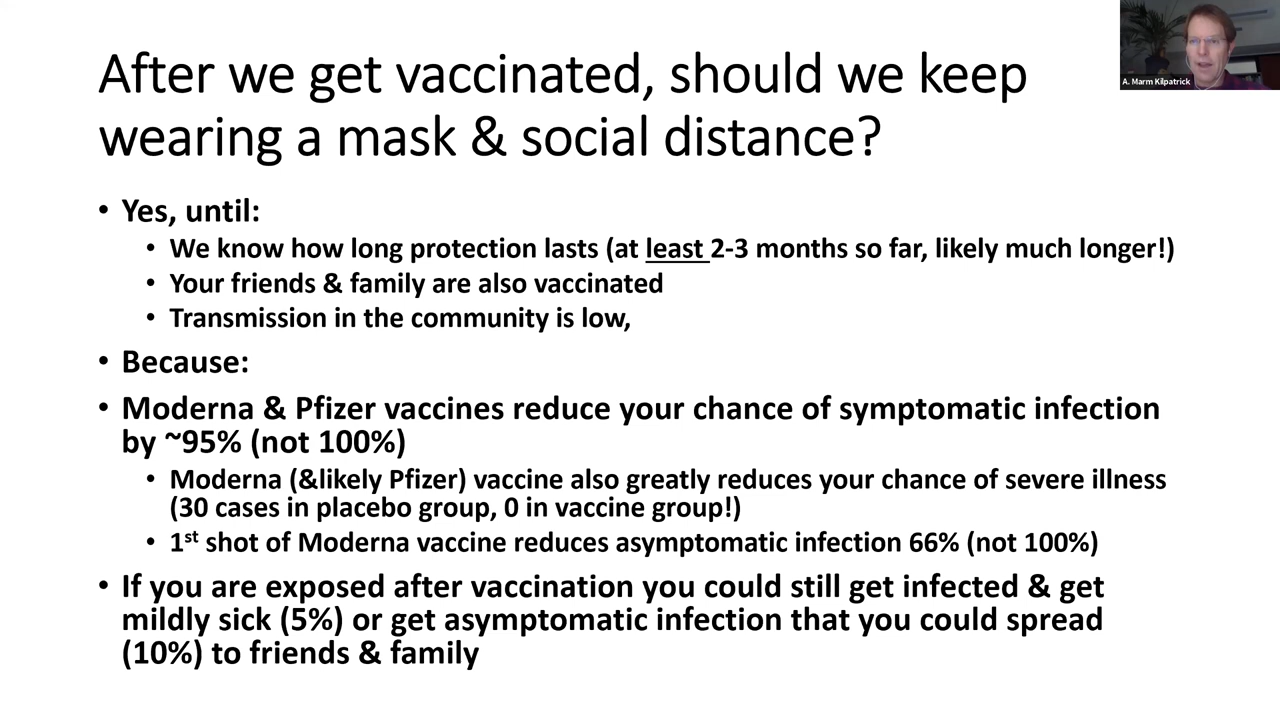 After we get vaccinated, should we keep
wearing a mask & social distance?
A. Marm Kilpatrick
• Yes, until:
• We know how long protection lasts (at least 2-3 months so far, likely much longer!)
• Your friends & family are also vaccinated
• Transmission in the community is low,
• Because:
• Moderna & Pfizer vaccines reduce your chance of symptomatic infection
by ~95% (not 100%)
• Moderna (&likely Pfizer) vaccine also greatly reduces your chance of severe illness
(30 cases in placebo group, 0 in vaccine group!)
• 1st shot of Moderna vaccine reduces asymptomatic infection 66% (not 100%)
• If you are exposed after vaccination you could still get infected & get
mildly sick (5%) or get asymptomatic infection that you could spread
(10%) to friends & family